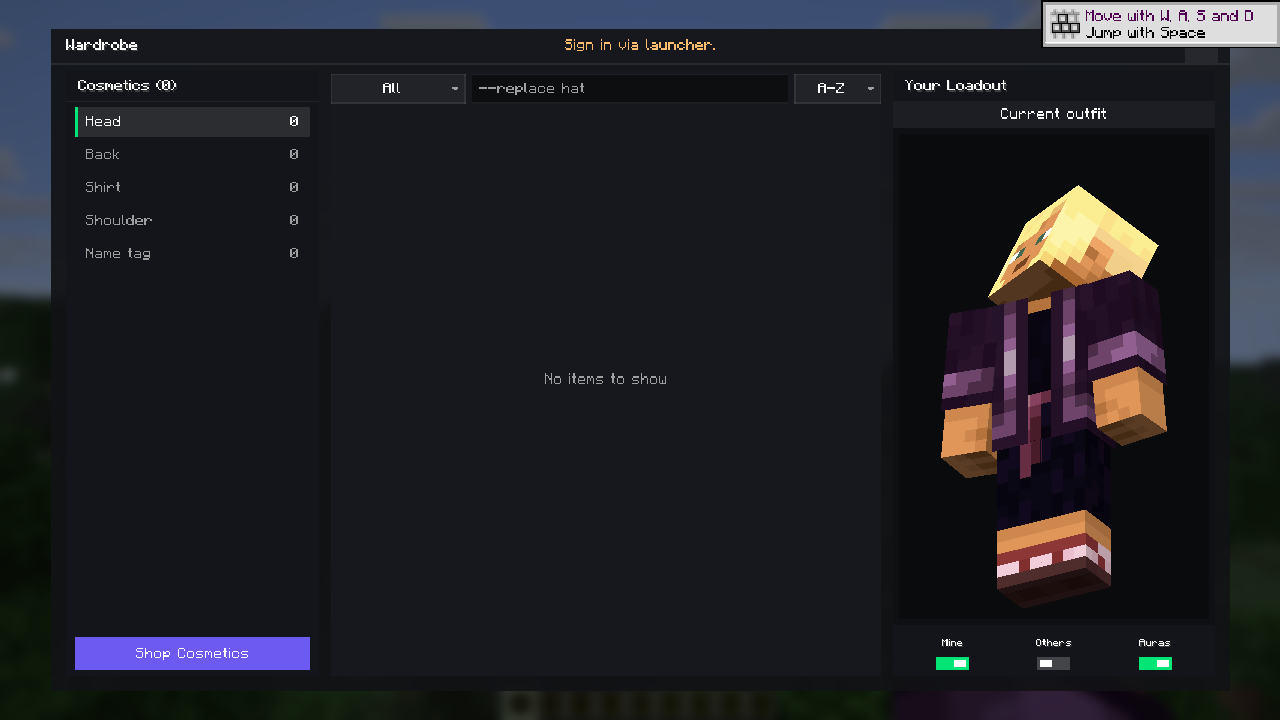 Move with W, A, S and D
Jump with Space
Wardrobe
Sign in via launcher.
Cosmetics (0)
All
--replace hat
A-Z
Your Loadout
Current outfit
Head 0
Back 0
Shirt 0
Shoulder 0
Name tag 0
No items to show
Shop Cosmetics
Mine
Others
Auras